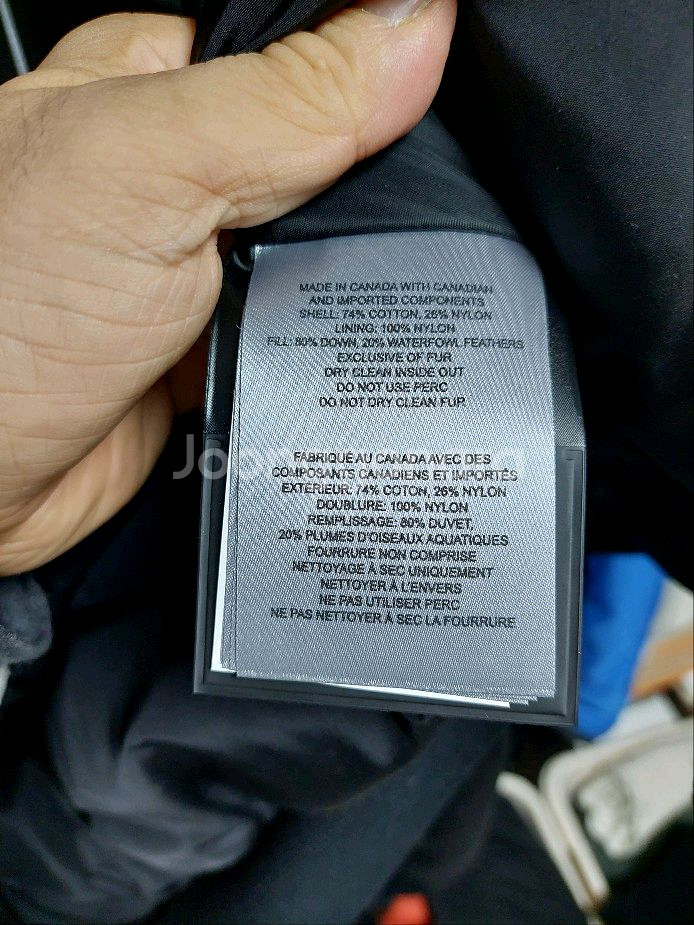 MADE IN CANADA WITH CANADIAN
AND IMPORTED COMPONENTS
SHELL: 74% COTTON, 26% NYLON
LINING: 100% NYLON
FILL: 80% DOWN, 20% WATERFOWL FEATHERS
EXCLUSIVE OF FUR
DRY CLEAN INSIDE OUT
DO NOT USE PERC
DO NOT DRY CLEAN FUR
FABRIQUÉ AU CANADA AVEC DES
COMPOSANTS CANADIENS ET IMPORTÉS
EXTÉRIEUR: 74% COTON, 26% NYLON
DOUBLURE: 100% NYLON
REMPLISSAGE: 80% DUVET,
20% PLUMES D'OISEAUX AQUATIQUES
FOURRURE NON COMPRISE
NETTOYAGE À SEC UNIQUEMENT
NETTOYER À L'ENVERS
NE PAS UTILISER PERC
NE PAS NETTOYER À SEC LA FOURRURE